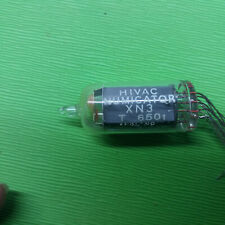 HIVAC
NUMICATOR
XN3
T 6501